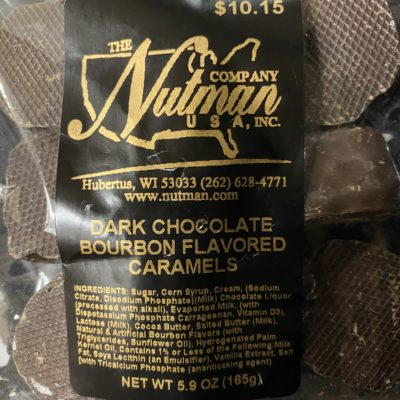 $10.15
THE
Nutman
COMPANY
USA, INC.
Hubertus, WI 53033 (262) 628-4771
www.nutman.com
DARK CHOCOLATE
BOURBON FLAVORED
CARAMELS
INGREDIENTS: Sugar, Corn Syrup, Cream, (Sodium
Citrate, Disodium Phosphate)(Milk) Chocolate Liquor
(processed with alkali), Evaporated Milk, (with
Dispotassium Phosphate Carrageenan, Vitamin D3),
Lactose (Milk), Cocoa Butter, Salted Butter (Milk),
Natural & Artificial Bourbon Flavors (with
Triglycerides, Sunflower Oil), Hydrogenated Palm
Kernel Oil, Contains 1% or Less of the Following: Milk
Fat, Soya Lecithin (an Emulsifier), Vanilla Extract, Salt
[with Tricalcium Phosphate (ananticaking agent)
NET WT 5.9 OZ (165g)